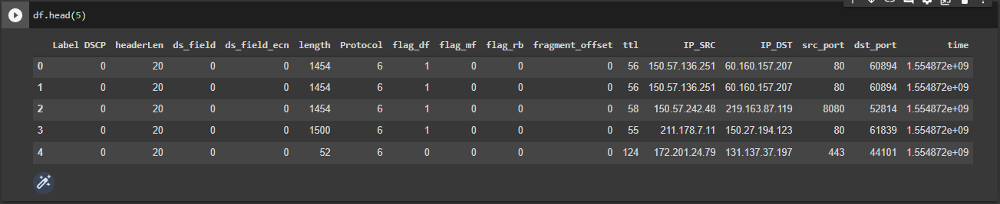 df.head(5)
Label DSCP headerLen ds_field ds_field_ecn length Protocol flag_df flag_mf flag_rb fragment_offset ttl IP_SRC IP_DST src_port dst_port time
0 0 20 0 0 1454 6 1 0 0 0 56 150.57.136.251 60.160.157.207 80 60894 1.554872e+09
1 0 20 0 0 1454 6 1 0 0 0 56 150.57.136.251 60.160.157.207 80 60894 1.554872e+09
2 0 20 0 0 1454 6 1 0 0 0 58 150.57.242.48 219.163.87.119 8080 52814 1.554872e+09
3 0 20 0 0 1500 6 1 0 0 0 55 211.178.7.11 150.27.194.123 80 61839 1.554872e+09
4 0 20 0 0 52 6 0 0 0 0 124 172.201.24.79 131.137.37.197 443 44101 1.554872e+09